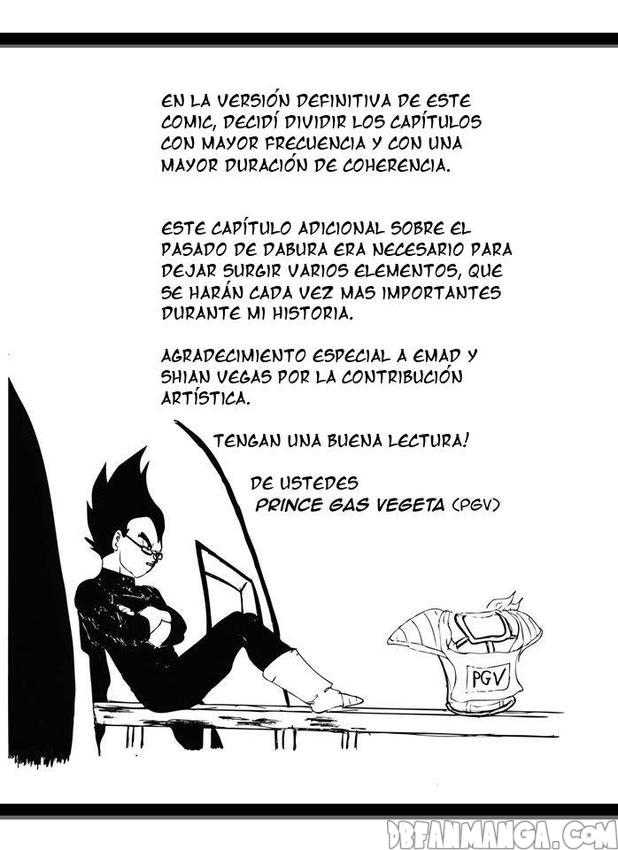 EN LA VERSIÓN DEFINITIVA DE ESTE
COMIC, DECIDÍ DIVIDIR LOS CAPÍTULOS
CON MAYOR FRECUENCIA Y CON UNA
MAYOR DURACIÓN DE COHERENCIA.
ESTE CAPÍTULO ADICIONAL SOBRE EL
PASADO DE DABURA ERA NECESARIO PARA
DEJAR SURGIR VARIOS ELEMENTOS, QUE
SE HARÁN CADA VEZ MAS IMPORTANTES
DURANTE MI HISTORIA.
AGRADECIMIENTO ESPECIAL A EMAD Y
SHIAN VEGAS POR LA CONTRIBUCIÓN
ARTÍSTICA.
TENGAN UNA BUENA LECTURA!
DE USTEDES
PRINCE GAS VEGETA (PGV)
PGV
DBFANMANGA.COM